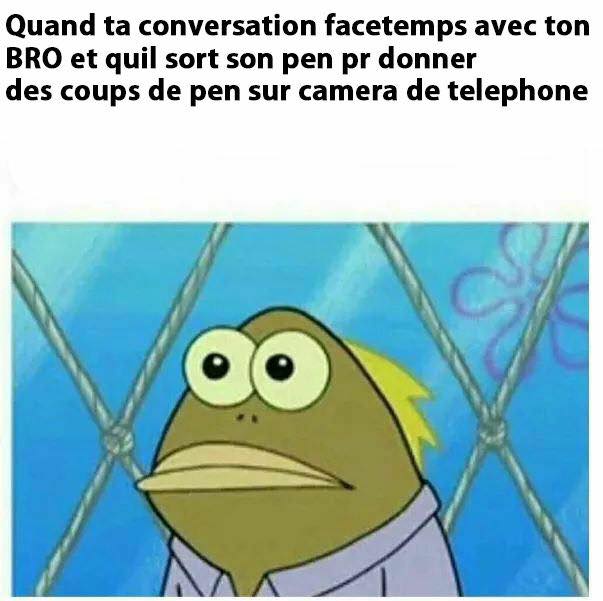 Quand ta conversation facetemps avec ton
BRO et quil sort son pen pr donner
des coups de pen sur camera de telephone